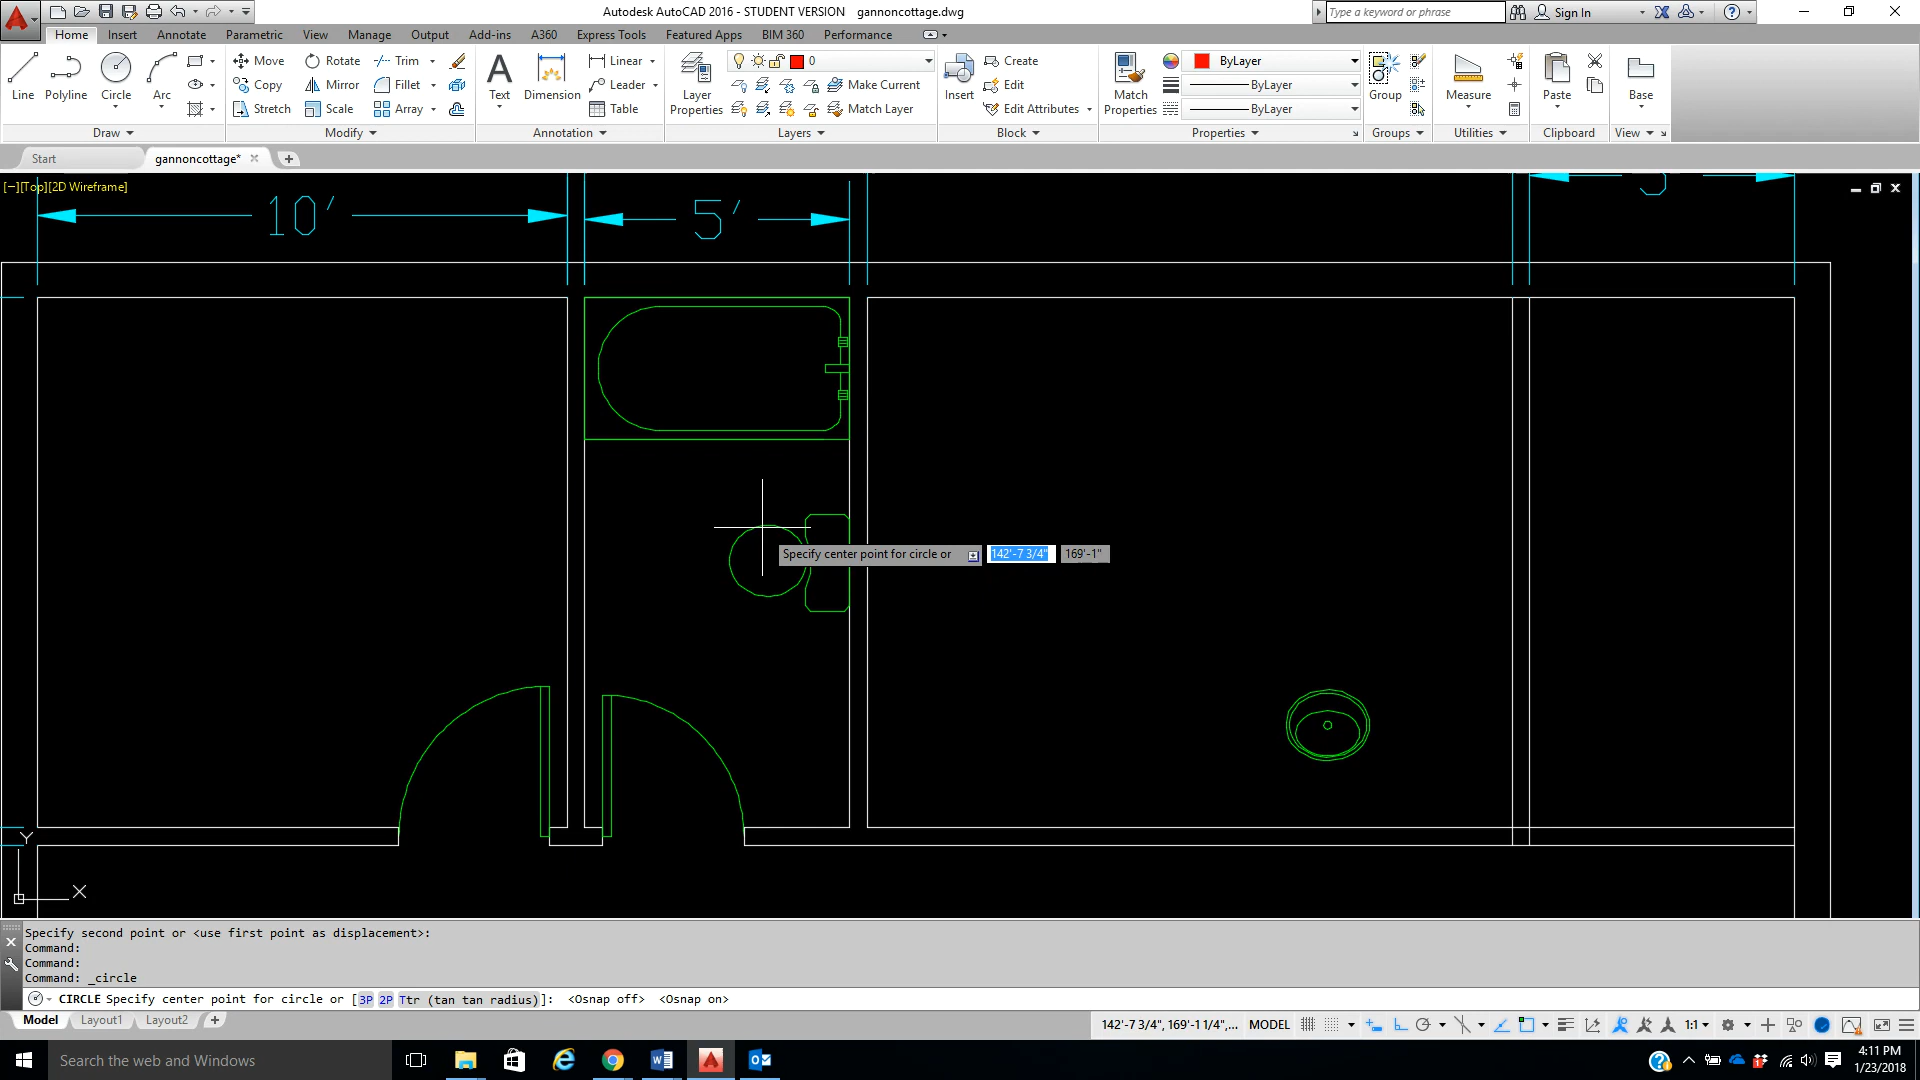 Autodesk AutoCAD 2016 - STUDENT VERSION gannoncottage.dwg
Type a keyword or phrase
Sign In
Home Insert Annotate Parametric View Manage Output Add-ins A360 Express Tools Featured Apps BIM 360 Performance
Line Polyline Circle Arc
Move Rotate Trim
Copy Mirror Fillet
Stretch Scale Array
Text Dimension
Linear
Leader
Table
Layer Properties
0
Make Current
Match Layer
Insert
Create
Edit
Edit Attributes
Match Properties
ByLayer
ByLayer
ByLayer
Group
Measure
Paste
Base
Draw Modify Annotation Layers Block Properties Groups Utilities Clipboard View
Start gannoncottage*
[−][Top][2D Wireframe]
10' 5'
Specify center point for circle or 142'-7 3/4" 169'-1"
Y
X
Specify second point or <use first point as displacement>:
Command:
Command:
Command: _circle
CIRCLE Specify center point for circle or [3P 2P Ttr (tan tan radius)]: <Osnap off> <Osnap on>
Model Layout1 Layout2
142'-7 3/4", 169'-1 1/4",... MODEL 1:1
Search the web and Windows
4:11 PM
1/23/2018